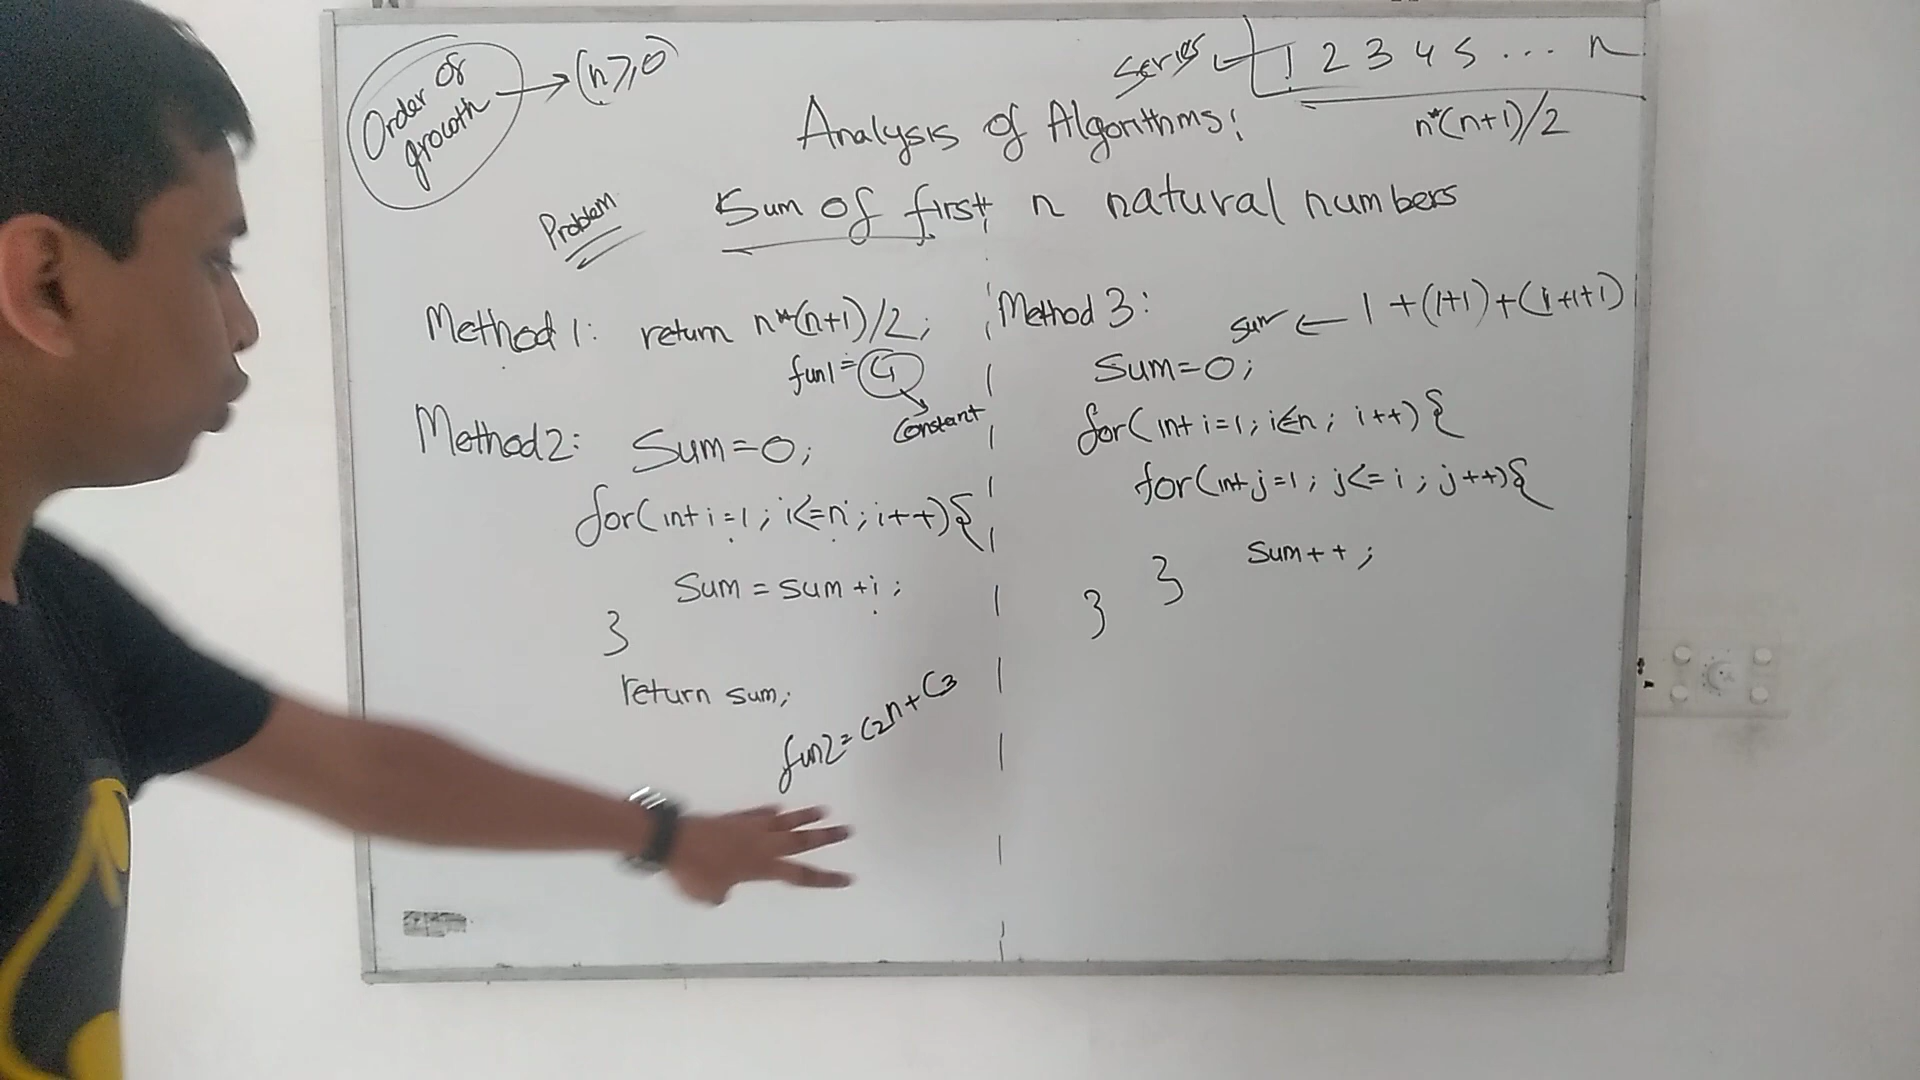 Order of growth → (n≥0)
Series ← 1 2 3 4 5 ... n
n*(n+1)/2
Analysis of Algorithms:
Problem
Sum of first n natural numbers
Method 1: return n*(n+1)/2;
fun1 = C1
Constant
Method 2: Sum=0;
for(int i=1; i<=n; i++){
Sum = sum+i;
}
return sum;
fun2 = C2n + C3
Method 3:
sum ← 1+(1+1)+(1+1+1)
Sum=0;
for(int i=1; i≤n; i++){
for(int j=1; j<=i; j++){
Sum++;
}
}